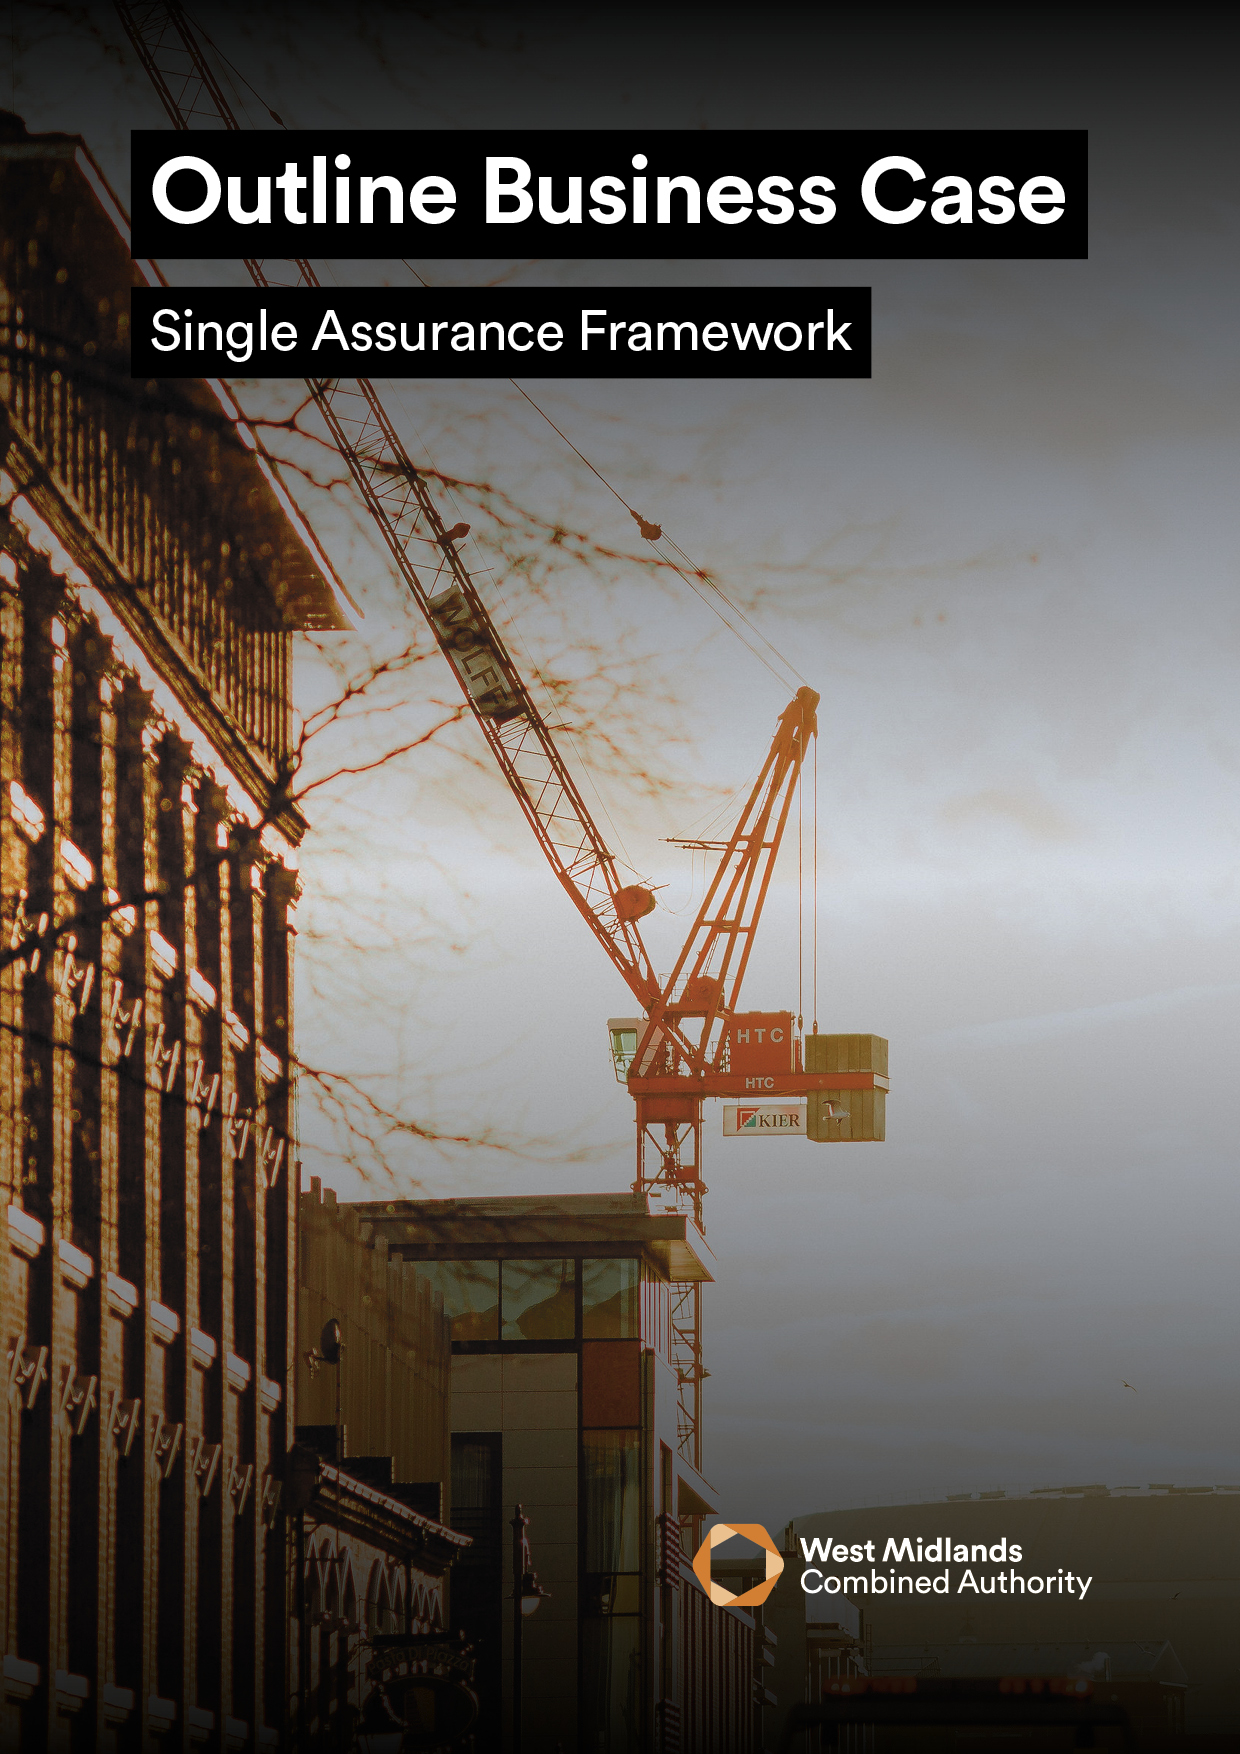 Outline Business Case
Single Assurance Framework
WOLFF
HTC
HTC
KIER
West Midlands
Combined Authority